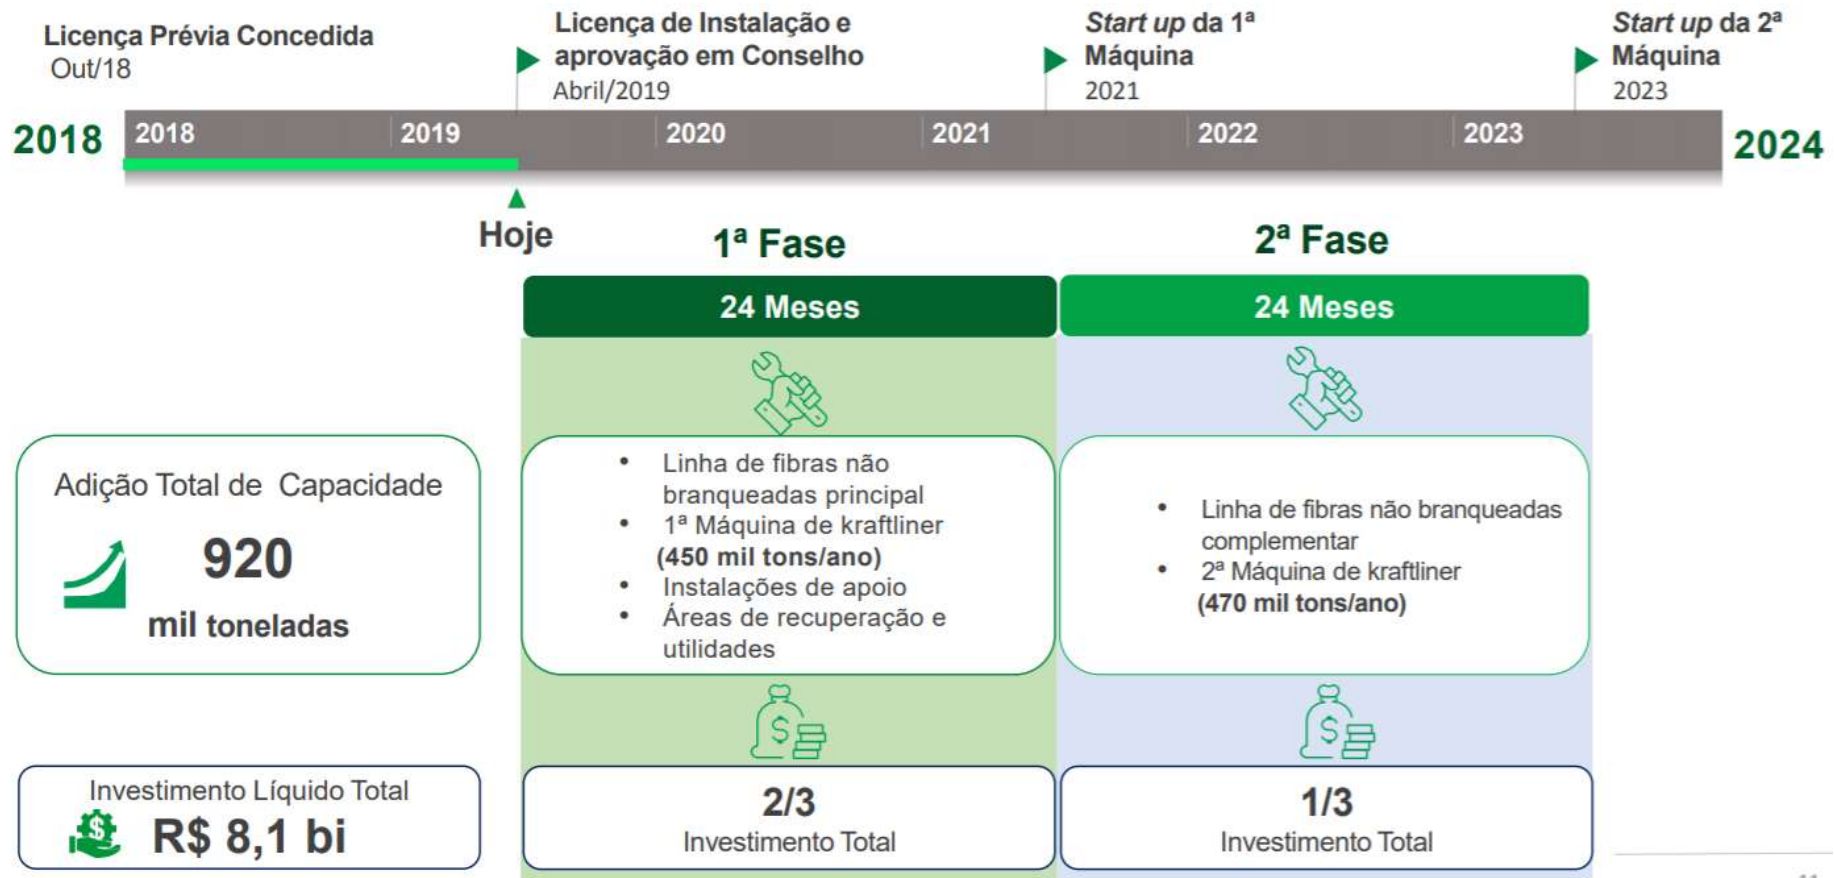 Licença Prévia Concedida
Out/18
Licença de Instalação e
aprovação em Conselho
Abril/2019
Start up da 1ª
Máquina
2021
Start up da 2ª
Máquina
2023
2018
2018
2019
2020
2021
2022
2023
2024
Hoje
1ª Fase
2ª Fase
24 Meses
24 Meses
Adição Total de Capacidade
920
mil toneladas
• Linha de fibras não
branqueadas principal
• 1ª Máquina de kraftliner
(450 mil tons/ano)
• Instalações de apoio
• Áreas de recuperação e
utilidades
• Linha de fibras não branqueadas
complementar
• 2ª Máquina de kraftliner
(470 mil tons/ano)
Investimento Líquido Total
R$ 8,1 bi
2/3
Investimento Total
1/3
Investimento Total